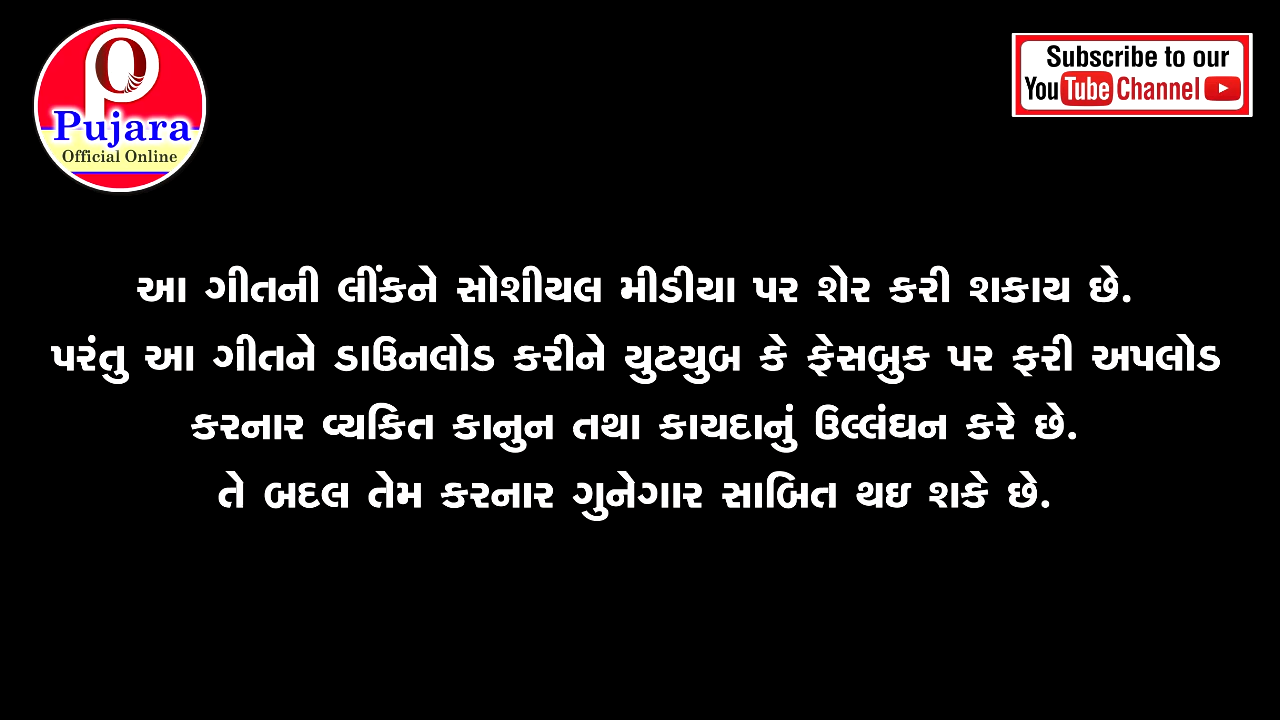 Pujara
Official Online
Subscribe to our
YouTube Channel
આ ગીતની લીંકને સોશીયલ મીડીયા પર શેર કરી શકાય છે.
પરંતુ આ ગીતને ડાઉનલોડ કરીને યુટયુબ કે ફેસબુક પર ફરી અપલોડ
કરનાર વ્યકિત કાનુન તથા કાયદાનું ઉલ્લંઘન કરે છે.
તે બદલ તેમ કરનાર ગુનેગાર સાબિત થઇ શકે છે.